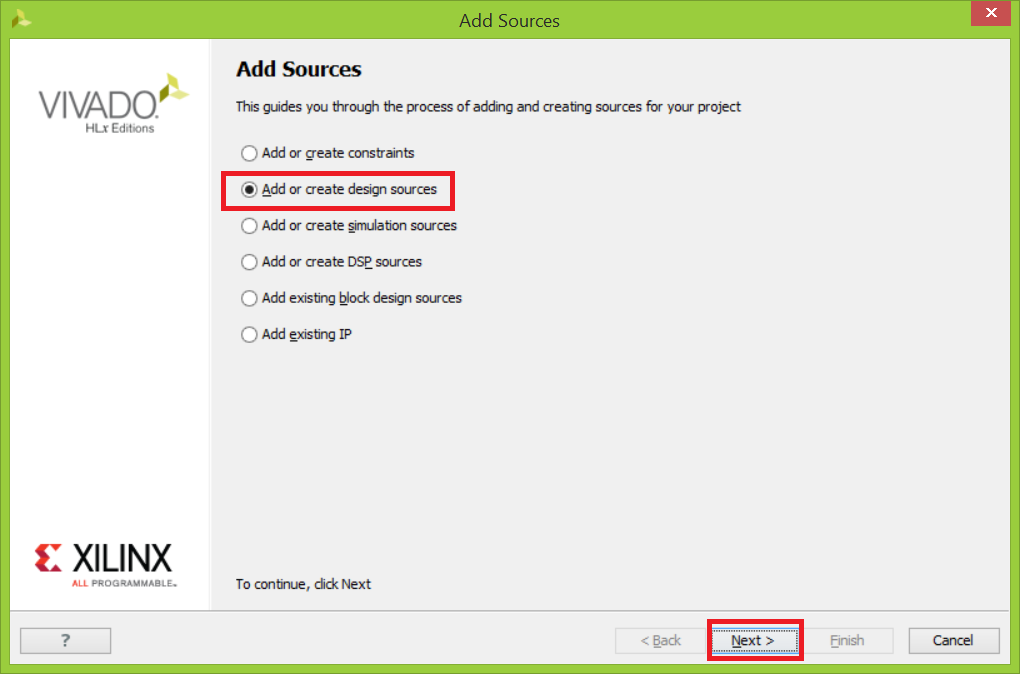 Add Sources
VIVADO.
HLx Editions
Add Sources
This guides you through the process of adding and creating sources for your project
Add or create constraints
Add or create design sources
Add or create simulation sources
Add or create DSP sources
Add existing block design sources
Add existing IP
XILINX
ALL PROGRAMMABLE™
To continue, click Next
?
< Back
Next >
Finish
Cancel